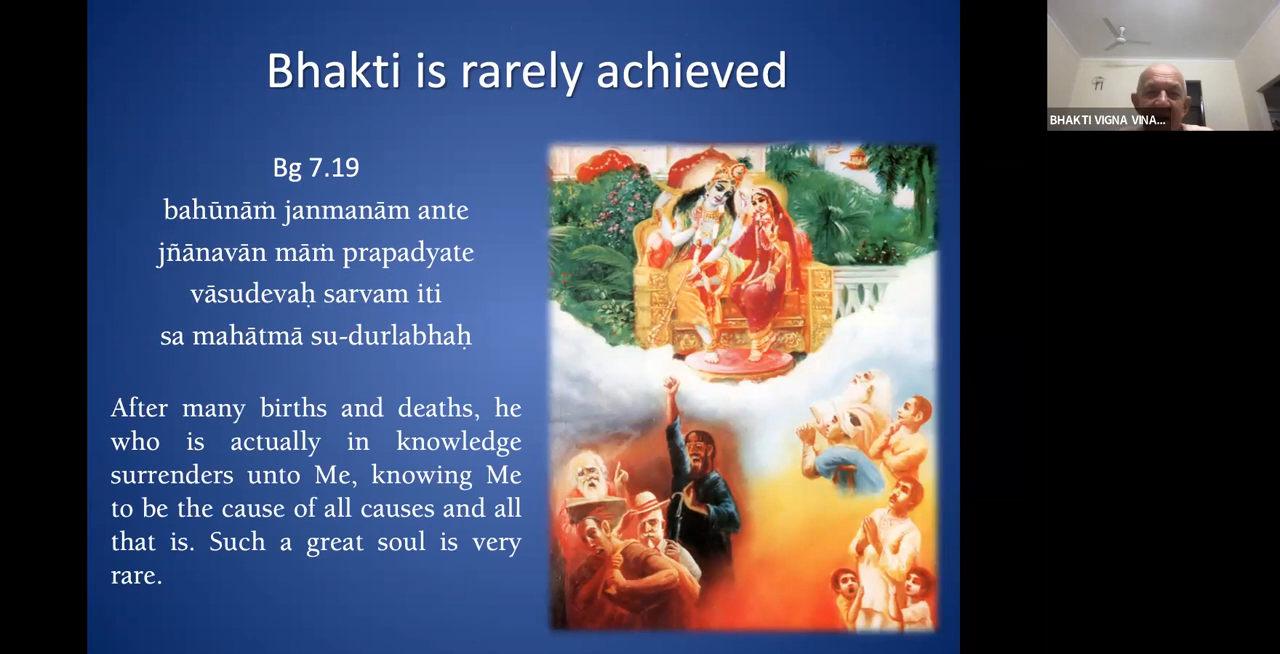 Bhakti is rarely achieved
Bg 7.19
bahūnāṁ janmanām ante
jñānavān māṁ prapadyate
vāsudevaḥ sarvam iti
sa mahātmā su-durlabhaḥ
After many births and deaths, he
who is actually in knowledge
surrenders unto Me, knowing Me
to be the cause of all causes and all
that is. Such a great soul is very
rare.
BHAKTI VIGNA VINA...